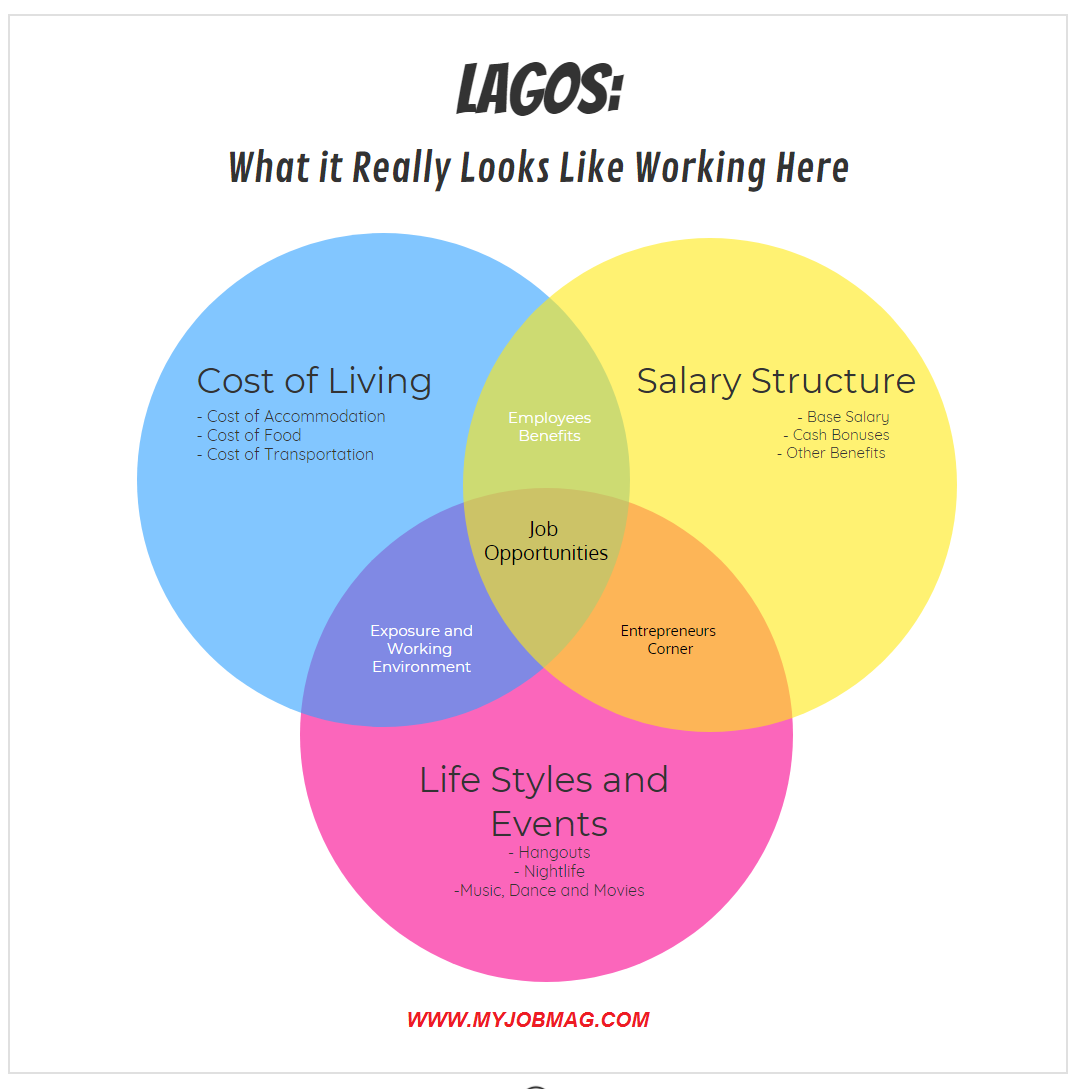 LAGOS:
What it Really Looks Like Working Here
Cost of Living
- Cost of Accommodation
- Cost of Food
- Cost of Transportation
Employees
Benefits
Salary Structure
- Base Salary
- Cash Bonuses
- Other Benefits
Job
Opportunities
Exposure and
Working
Environment
Entrepreneurs
Corner
Life Styles and
Events
- Hangouts
- Nightlife
-Music, Dance and Movies
WWW.MYJOBMAG.COM